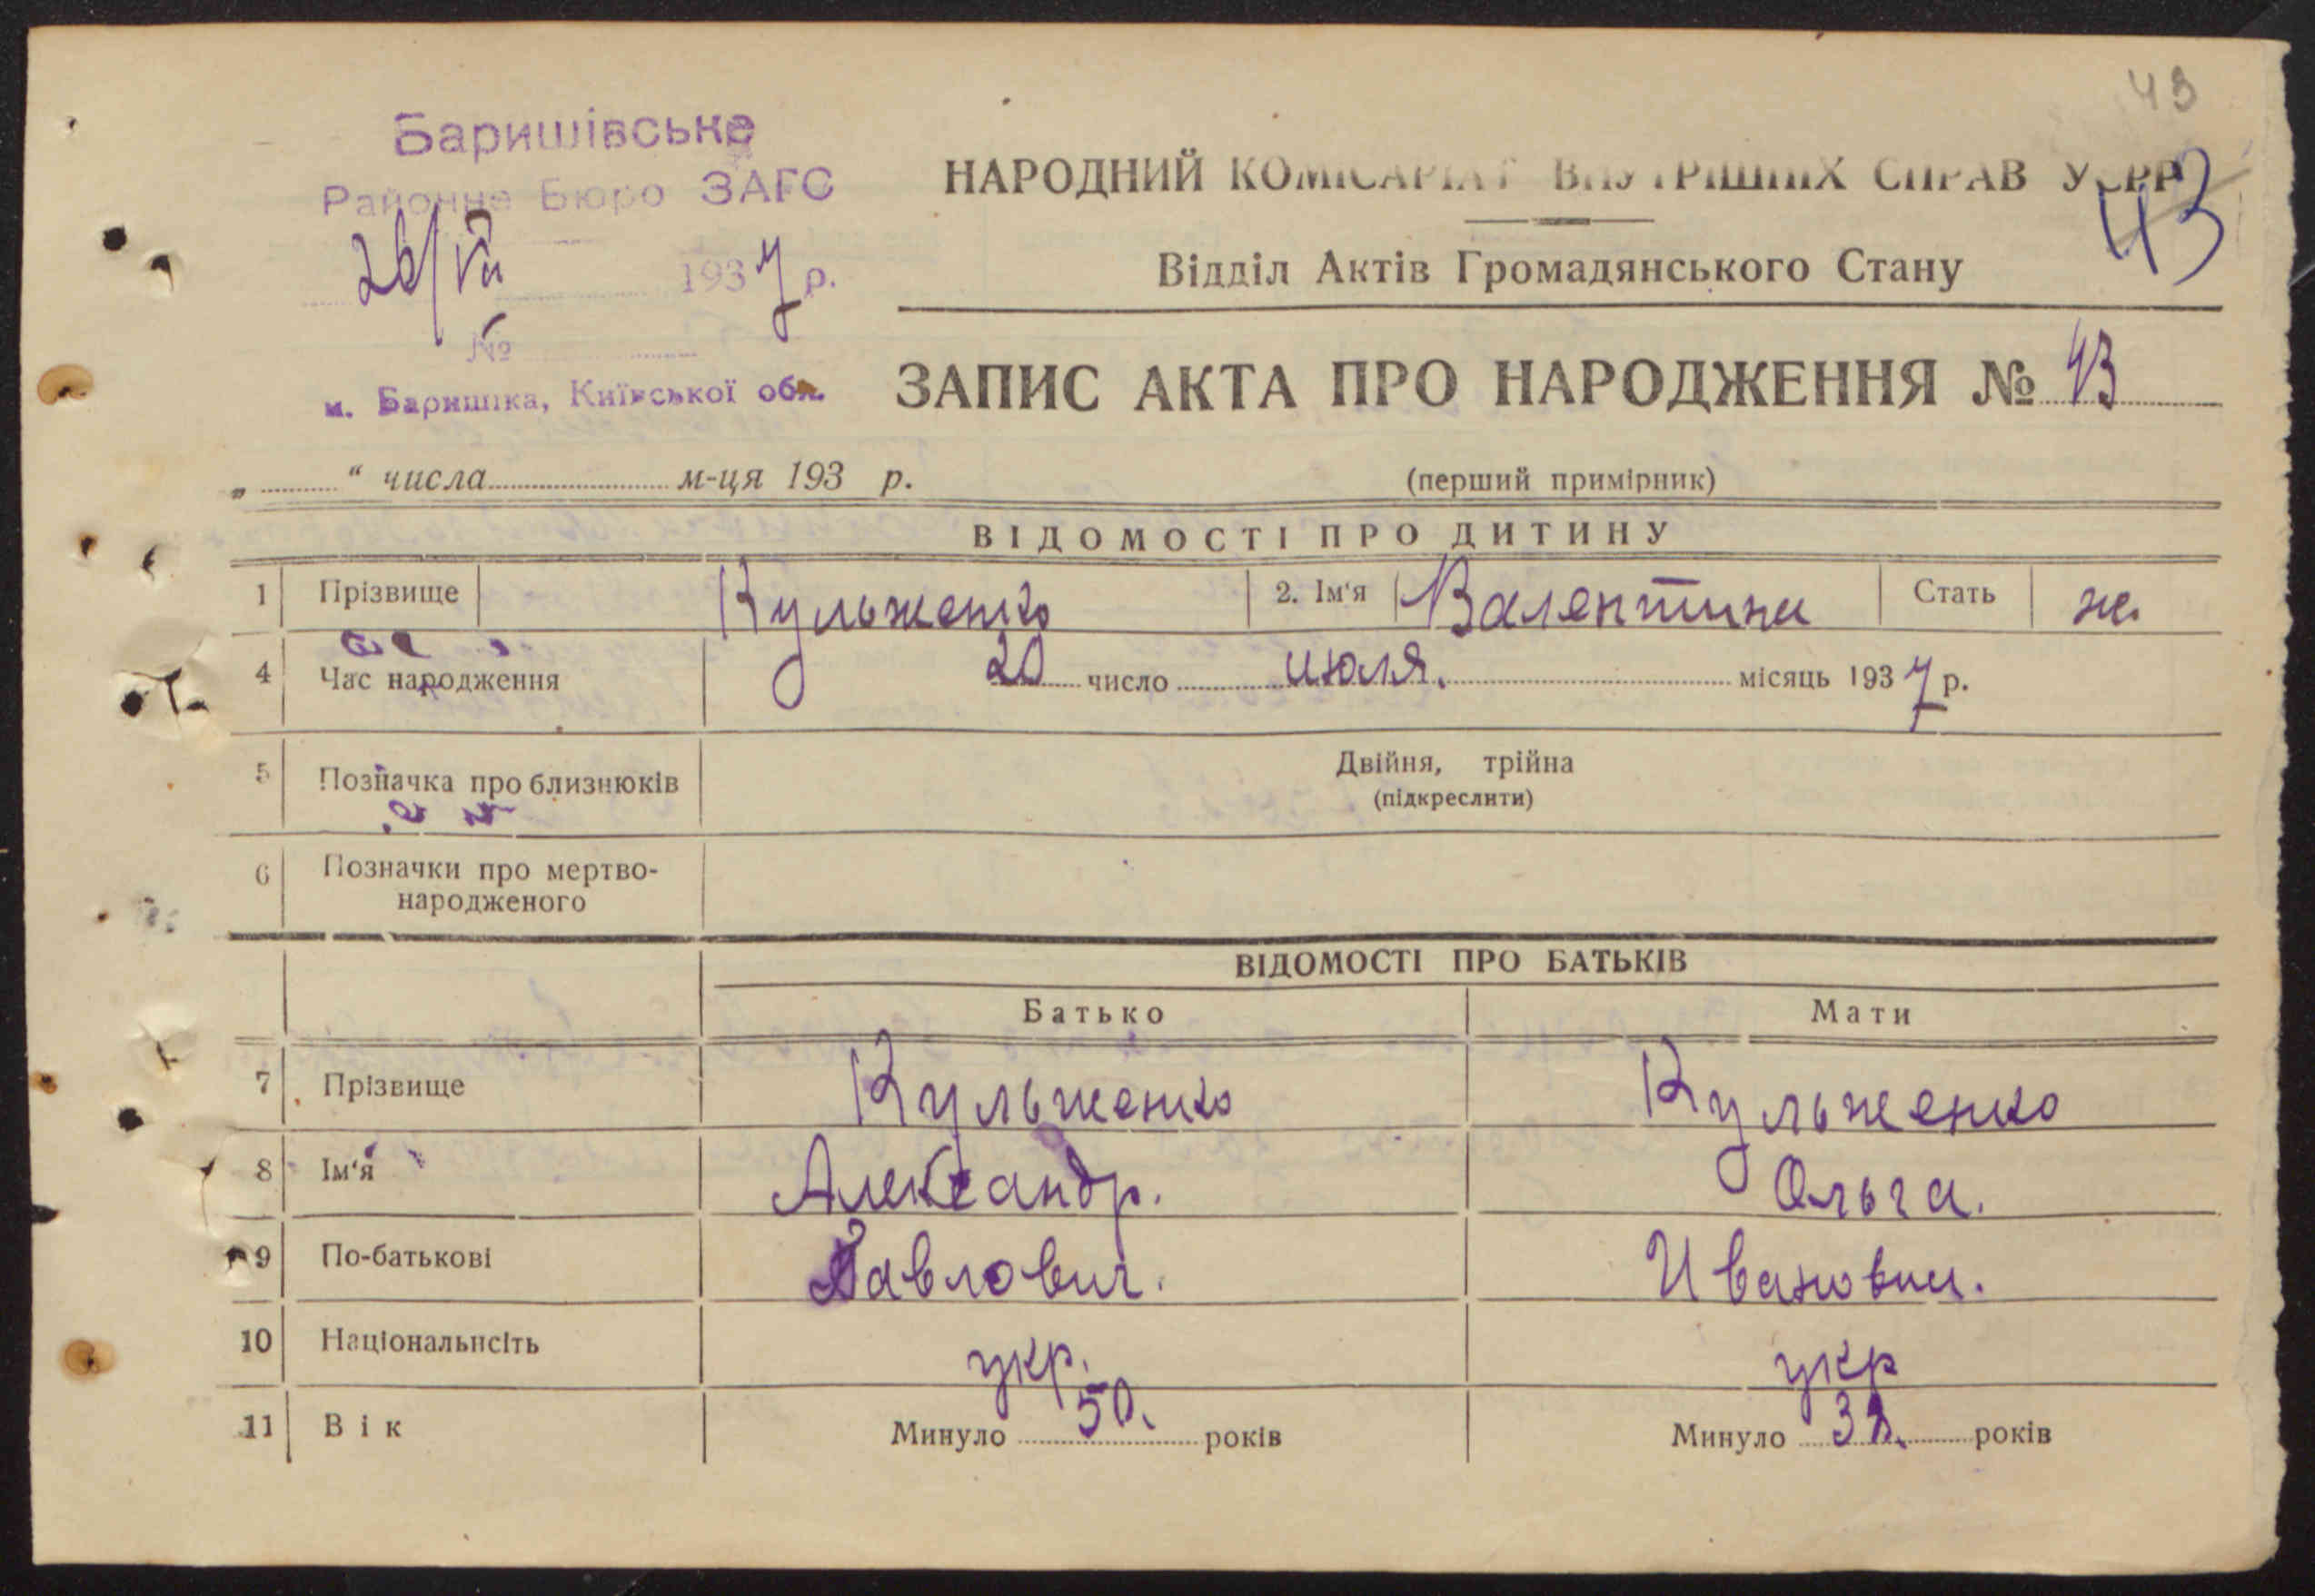 43
Баришівське
Районне Бюро ЗАГС
26/VII 1937 р.
№
м. Баришівка, Київської обл.
НАРОДНИЙ КОМІСАРІАТ ВНУТРІШНІХ СПРАВ УСРР
43
Відділ Актів Громадянського Стану
ЗАПИС АКТА ПРО НАРОДЖЕННЯ № 43
„ “ числа м-ця 193 р.
(перший примірник)
ВІДОМОСТІ ПРО ДИТИНУ
1 Прізвище Кульженко 2. Ім'я Валентина Стать ж.
4 Час народження 20 число июля. місяць 1937 р.
5 Позначка про близнюків Двійня, трійна
(підкреслити)
6 Позначки про мертво-
народженого
ВІДОМОСТІ ПРО БАТЬКІВ
Батько Мати
7 Прізвище Кульженко Кульженко
8 Ім'я Александр. Ольга.
9 По-батькові Павлович. Ивановна.
10 Національнсіть укр. укр
11 Вік Минуло 50. років Минуло років